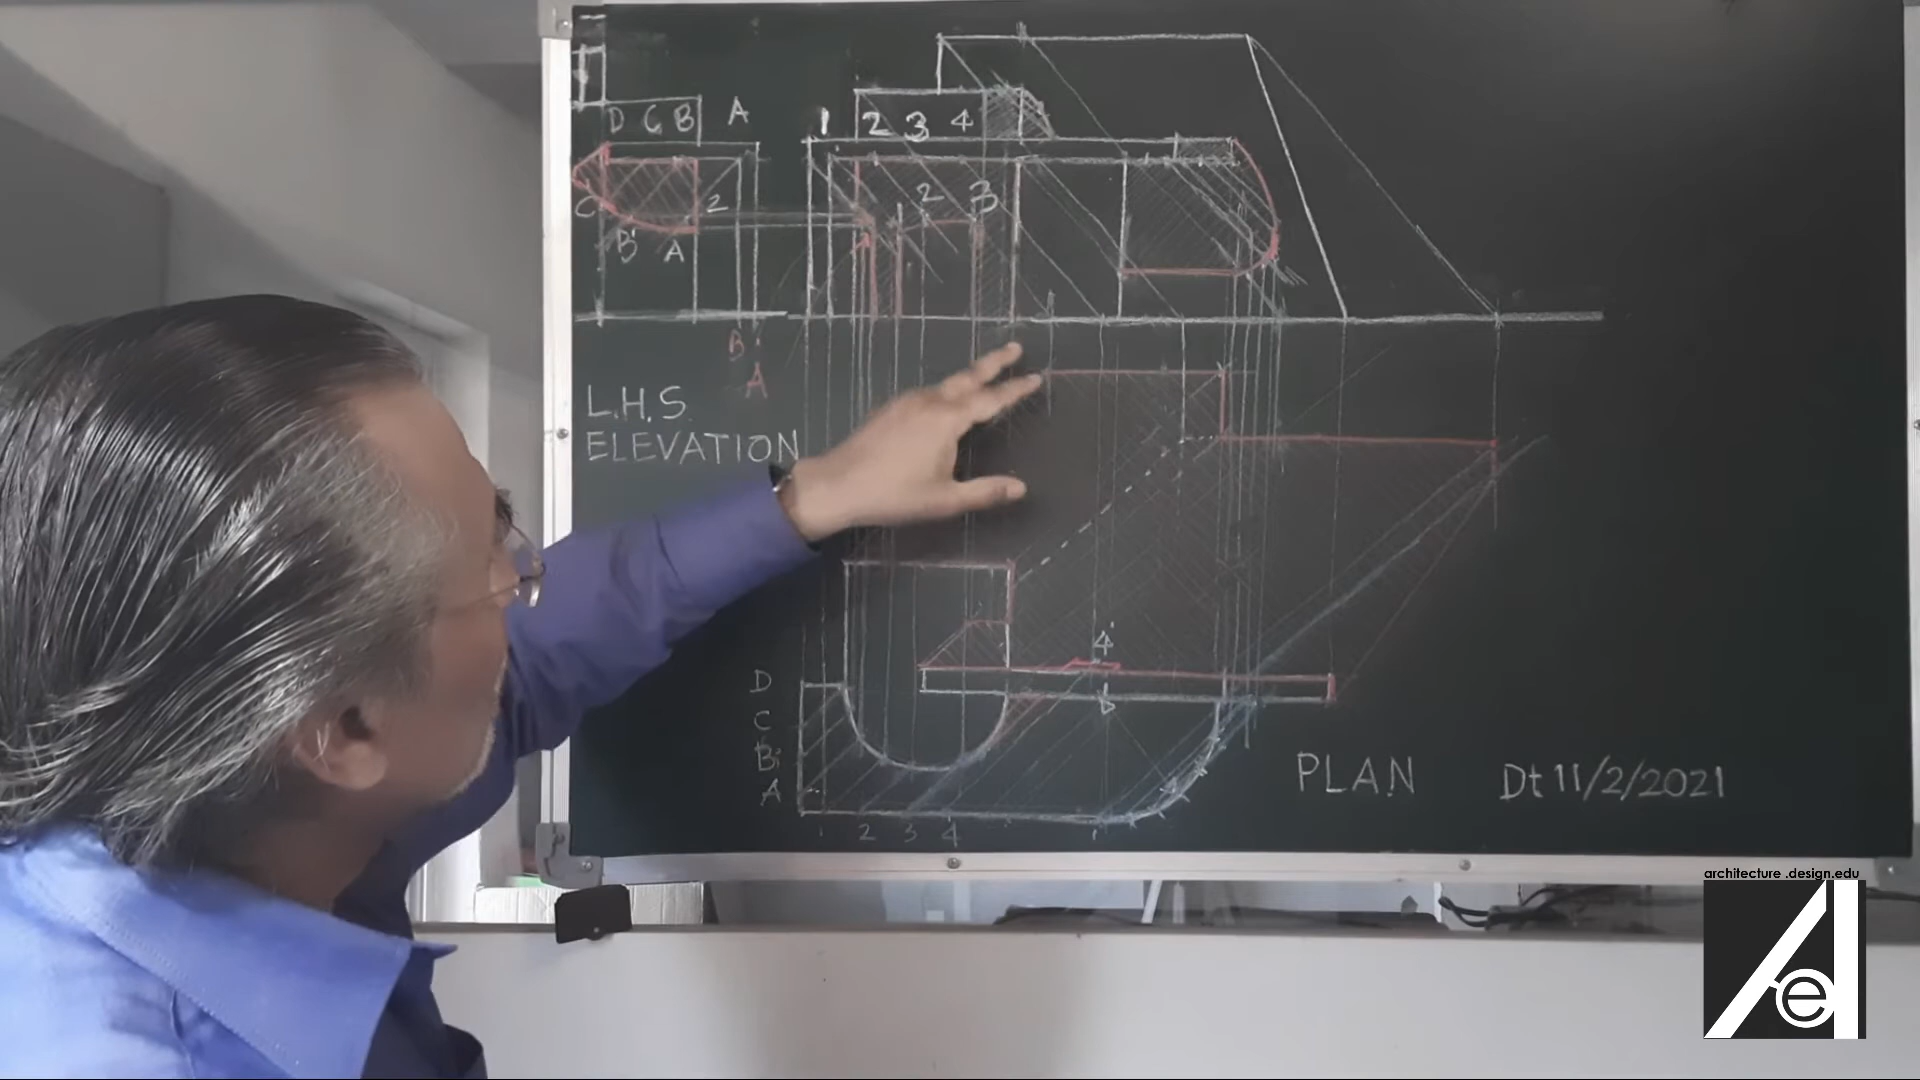 D C B A
1 2 3 4
2 3
C 2
B' A
B
A
L.H.S.
ELEVATION
4'
D
C
B'
A
1 2 3 4
PLAN Dt 11/2/2021
architecture .design.edu
Ae